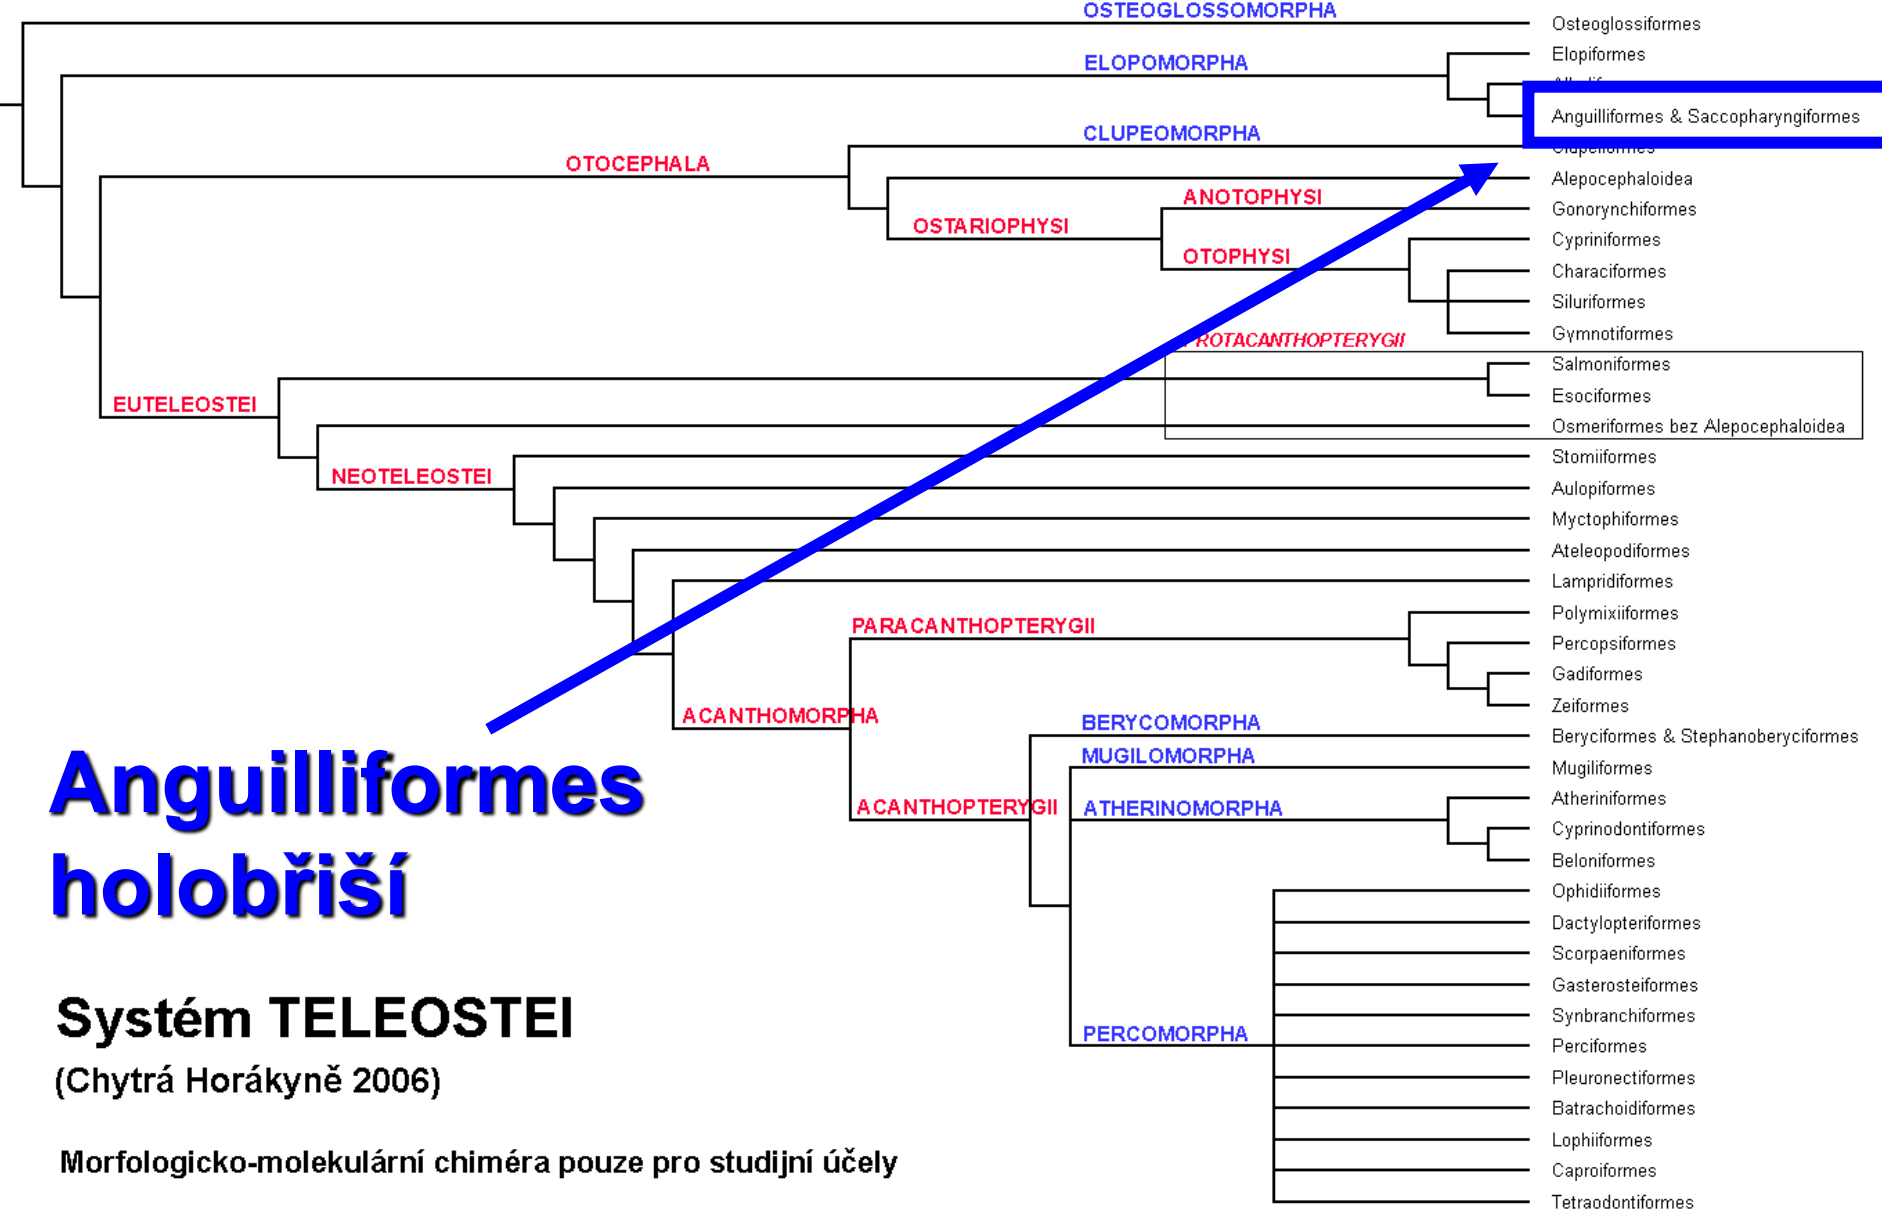 OSTEOGLOSSOMORPHA
Osteoglossiformes
Elopiformes
ELOPOMORPHA
Anguilliformes & Saccopharyngiformes
CLUPEOMORPHA
Clupeiformes
OTOCEPHALA
Alepocephaloidea
ANOTOPHYSI
Gonorynchiformes
OSTARIOPHYSI
Cypriniformes
OTOPHYSI
Characiformes
Siluriformes
Gymnotiformes
ROTACANTHOPTERYGII
Salmoniformes
Esociformes
EUTELEOSTEI
Osmeriformes bez Alepocephaloidea
Stomiiformes
NEOTELEOSTEI
Aulopiformes
Myctophiformes
Ateleopodiformes
Lampridiformes
Polymixiiformes
PARACANTHOPTERYGII
Percopsiformes
Gadiformes
Zeiformes
ACANTHOMORPHA
BERYCOMORPHA
Beryciformes & Stephanoberyciformes
MUGILOMORPHA
Mugiliformes
Atheriniformes
ACANTHOPTERYGII
ATHERINOMORPHA
Cyprinodontiformes
Beloniformes
Ophidiiformes
Dactylopteriformes
Scorpaeniformes
Gasterosteiformes
Synbranchiformes
PERCOMORPHA
Perciformes
Pleuronectiformes
Batrachoidiformes
Lophiiformes
Caproiformes
Tetraodontiformes
Anguilliformes
holobřiší
Systém TELEOSTEI
(Chytrá Horákyně 2006)
Morfologicko-molekulární chiméra pouze pro studijní účely